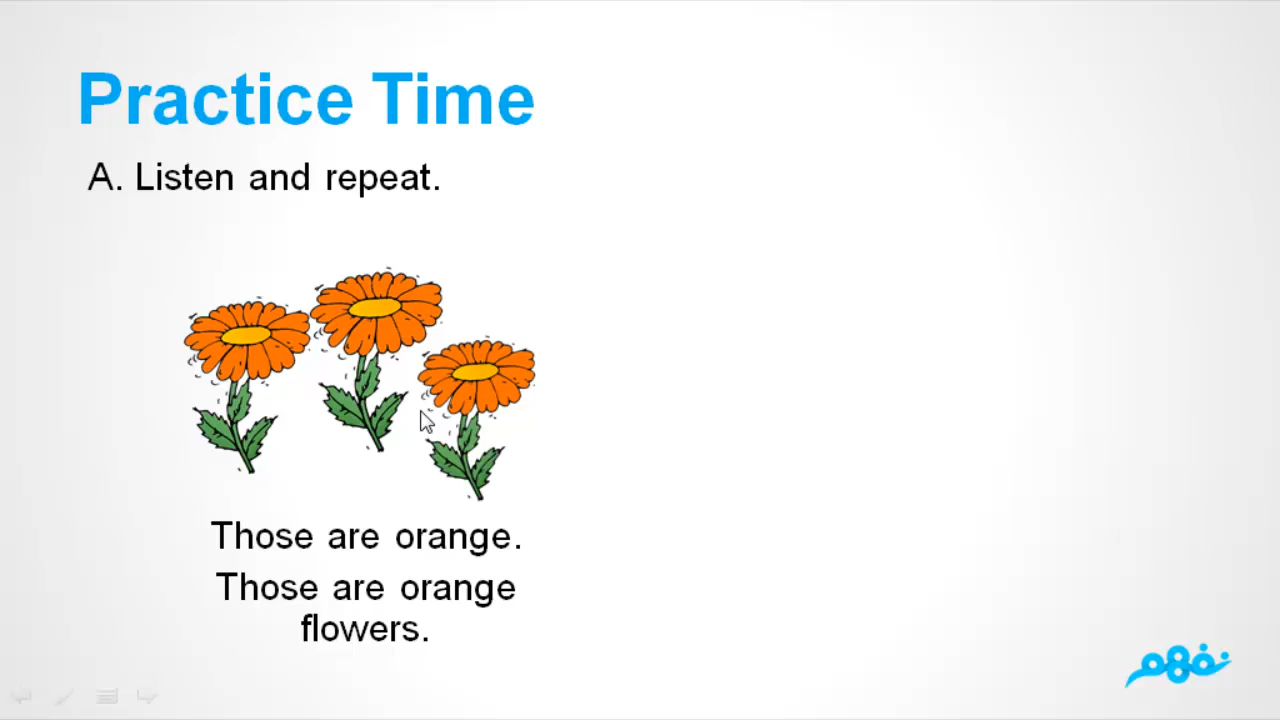 Practice Time
A. Listen and repeat.
Those are orange.
Those are orange
flowers.
نفهم